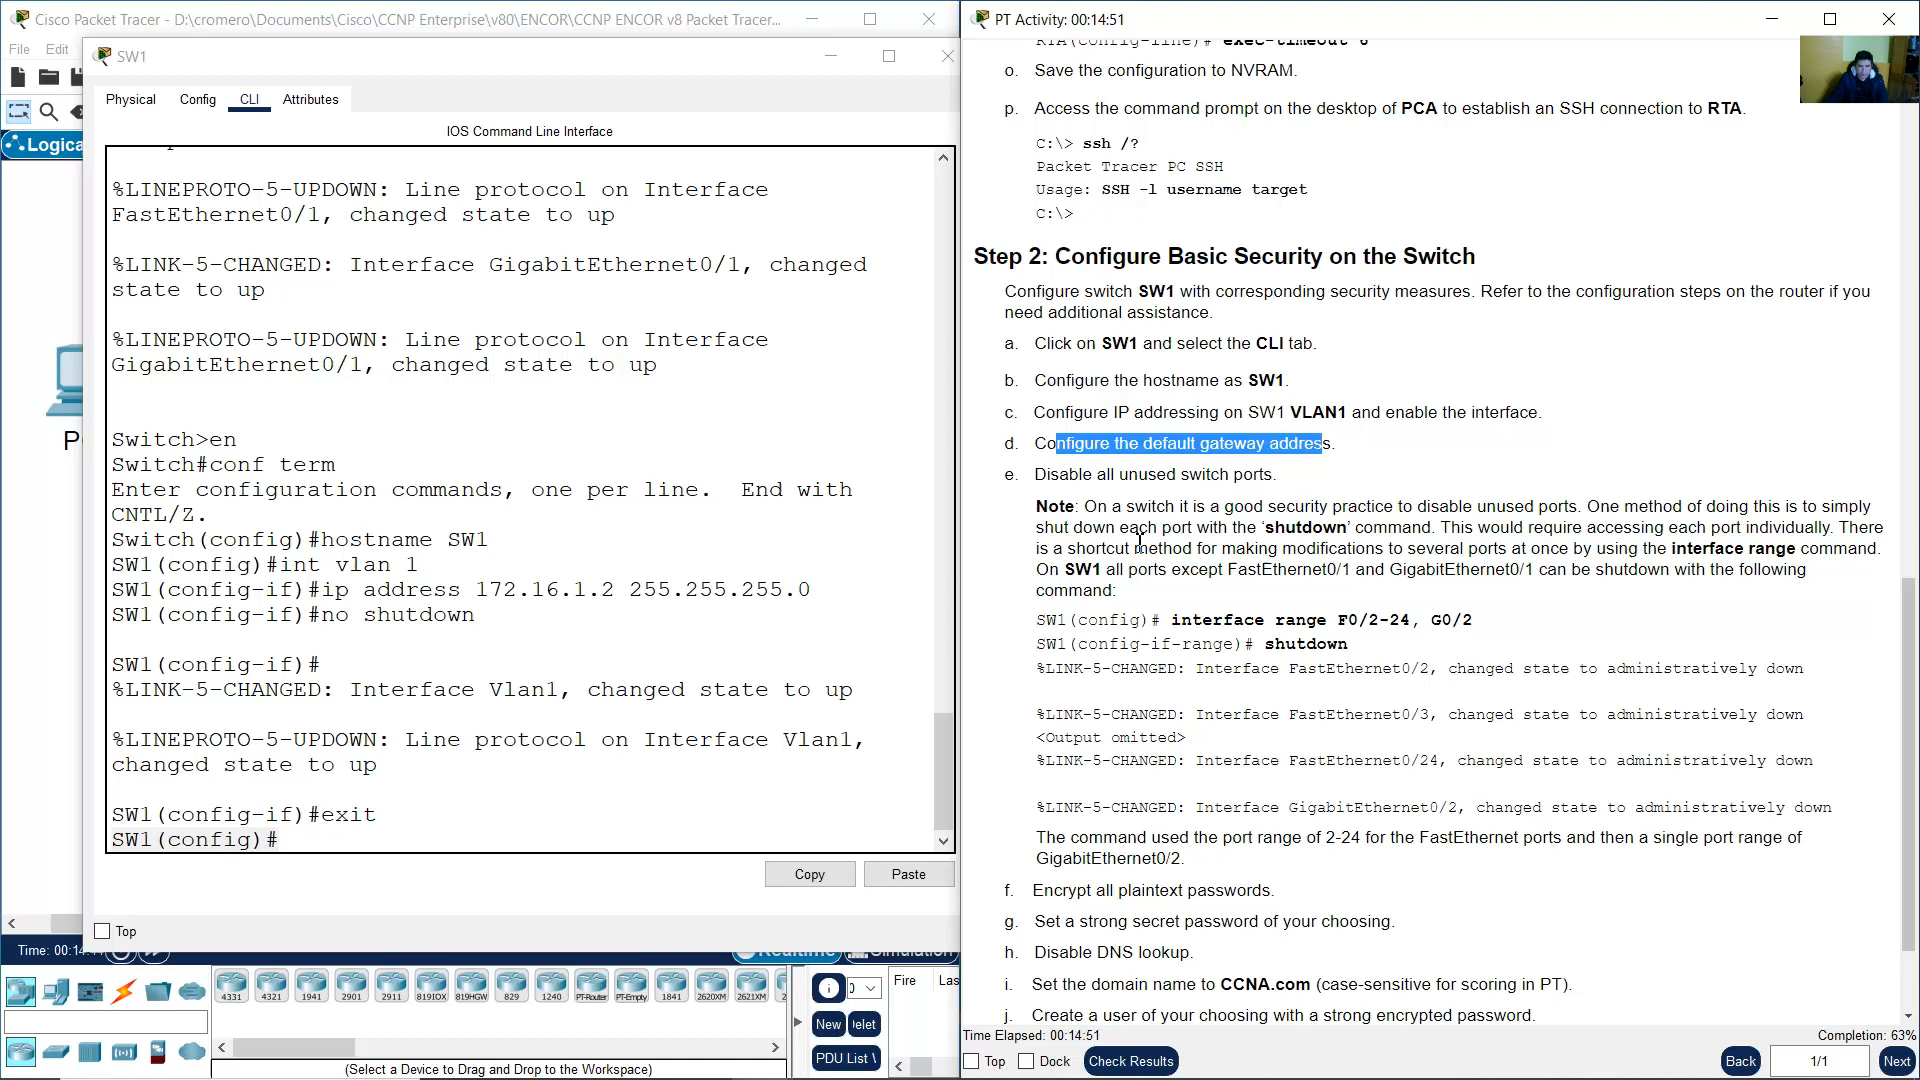 Cisco Packet Tracer - D:\cromero\Documents\Cisco\CCNP Enterprise\v80\ENCOR\CCNP ENCOR v8 Packet Tracer...
File Edit
SW1
Logica
Physical Config CLI Attributes
IOS Command Line Interface
%LINEPROTO-5-UPDOWN: Line protocol on Interface
FastEthernet0/1, changed state to up
%LINK-5-CHANGED: Interface GigabitEthernet0/1, changed
state to up
%LINEPROTO-5-UPDOWN: Line protocol on Interface
GigabitEthernet0/1, changed state to up
Switch>en
Switch#conf term
Enter configuration commands, one per line.  End with
CNTL/Z.
Switch(config)#hostname SW1
SW1(config)#int vlan 1
SW1(config-if)#ip address 172.16.1.2 255.255.255.0
SW1(config-if)#no shutdown
SW1(config-if)#
%LINK-5-CHANGED: Interface Vlan1, changed state to up
%LINEPROTO-5-UPDOWN: Line protocol on Interface Vlan1,
changed state to up
SW1(config-if)#exit
SW1(config)#
Copy Paste
Top
P
Time: 00:14:
Realtime Simulation
4331 4321 1941 2901 2911 819IOX 819HGW 829 1240 PT-Router PT-Empty 1841 2620XM 2621XM 2
(Select a Device to Drag and Drop to the Workspace)
0
New elet
PDU List
Fire Las
PT Activity: 00:14:51
RTA(config-line)# exec-timeout 6
o. Save the configuration to NVRAM.
p. Access the command prompt on the desktop of PCA to establish an SSH connection to RTA.
C:\> ssh /?
Packet Tracer PC SSH
Usage: SSH -l username target
C:\>
Step 2: Configure Basic Security on the Switch
Configure switch SW1 with corresponding security measures. Refer to the configuration steps on the router if you
need additional assistance.
a. Click on SW1 and select the CLI tab.
b. Configure the hostname as SW1.
c. Configure IP addressing on SW1 VLAN1 and enable the interface.
d. Configure the default gateway address.
e. Disable all unused switch ports.
Note: On a switch it is a good security practice to disable unused ports. One method of doing this is to simply
shut down each port with the ‘shutdown’ command. This would require accessing each port individually. There
is a shortcut method for making modifications to several ports at once by using the interface range command.
On SW1 all ports except FastEthernet0/1 and GigabitEthernet0/1 can be shutdown with the following
command:
SW1(config)# interface range F0/2-24, G0/2
SW1(config-if-range)# shutdown
%LINK-5-CHANGED: Interface FastEthernet0/2, changed state to administratively down
%LINK-5-CHANGED: Interface FastEthernet0/3, changed state to administratively down
<Output omitted>
%LINK-5-CHANGED: Interface FastEthernet0/24, changed state to administratively down
%LINK-5-CHANGED: Interface GigabitEthernet0/2, changed state to administratively down
The command used the port range of 2-24 for the FastEthernet ports and then a single port range of
GigabitEthernet0/2.
f. Encrypt all plaintext passwords.
g. Set a strong secret password of your choosing.
h. Disable DNS lookup.
i. Set the domain name to CCNA.com (case-sensitive for scoring in PT).
j. Create a user of your choosing with a strong encrypted password.
Time Elapsed: 00:14:51 Completion: 63%
Top Dock Check Results Back 1/1 Next